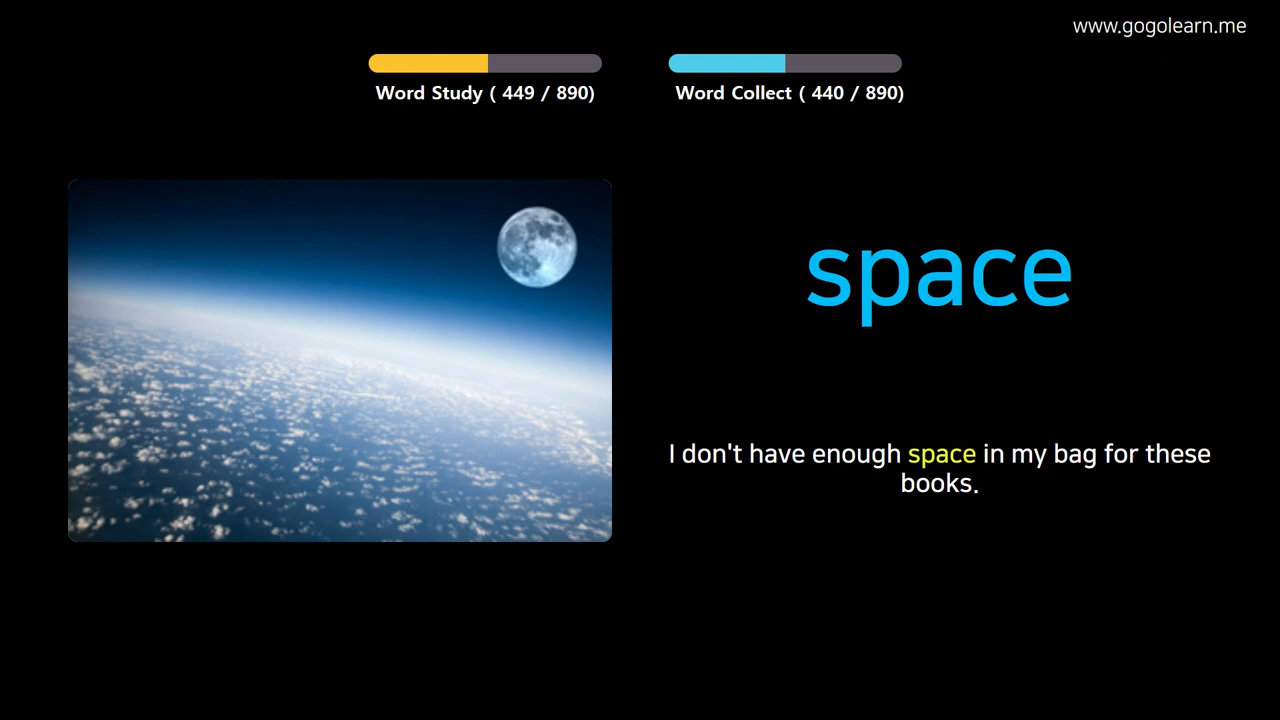 www.gogolearn.me
Word Study ( 449 / 890)
Word Collect ( 440 / 890)
space
I don't have enough space in my bag for these
books.